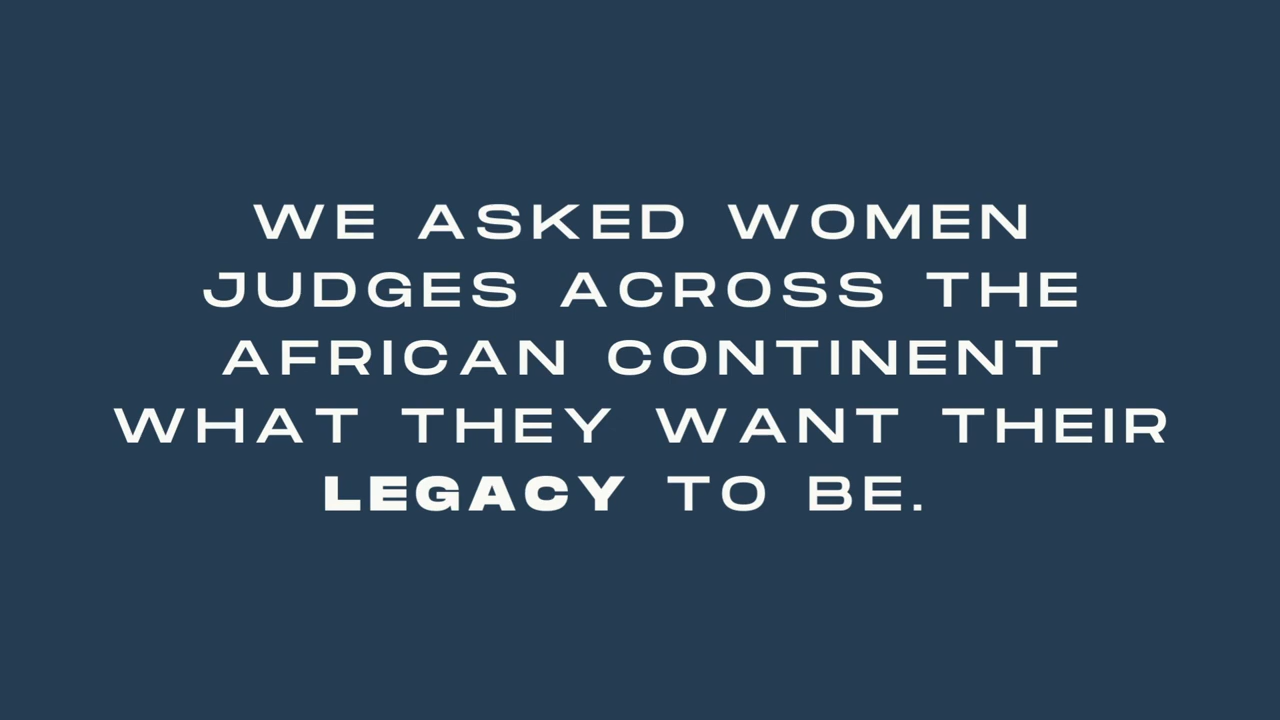 WE ASKED WOMEN
JUDGES ACROSS THE
AFRICAN CONTINENT
WHAT THEY WANT THEIR
LEGACY TO BE.